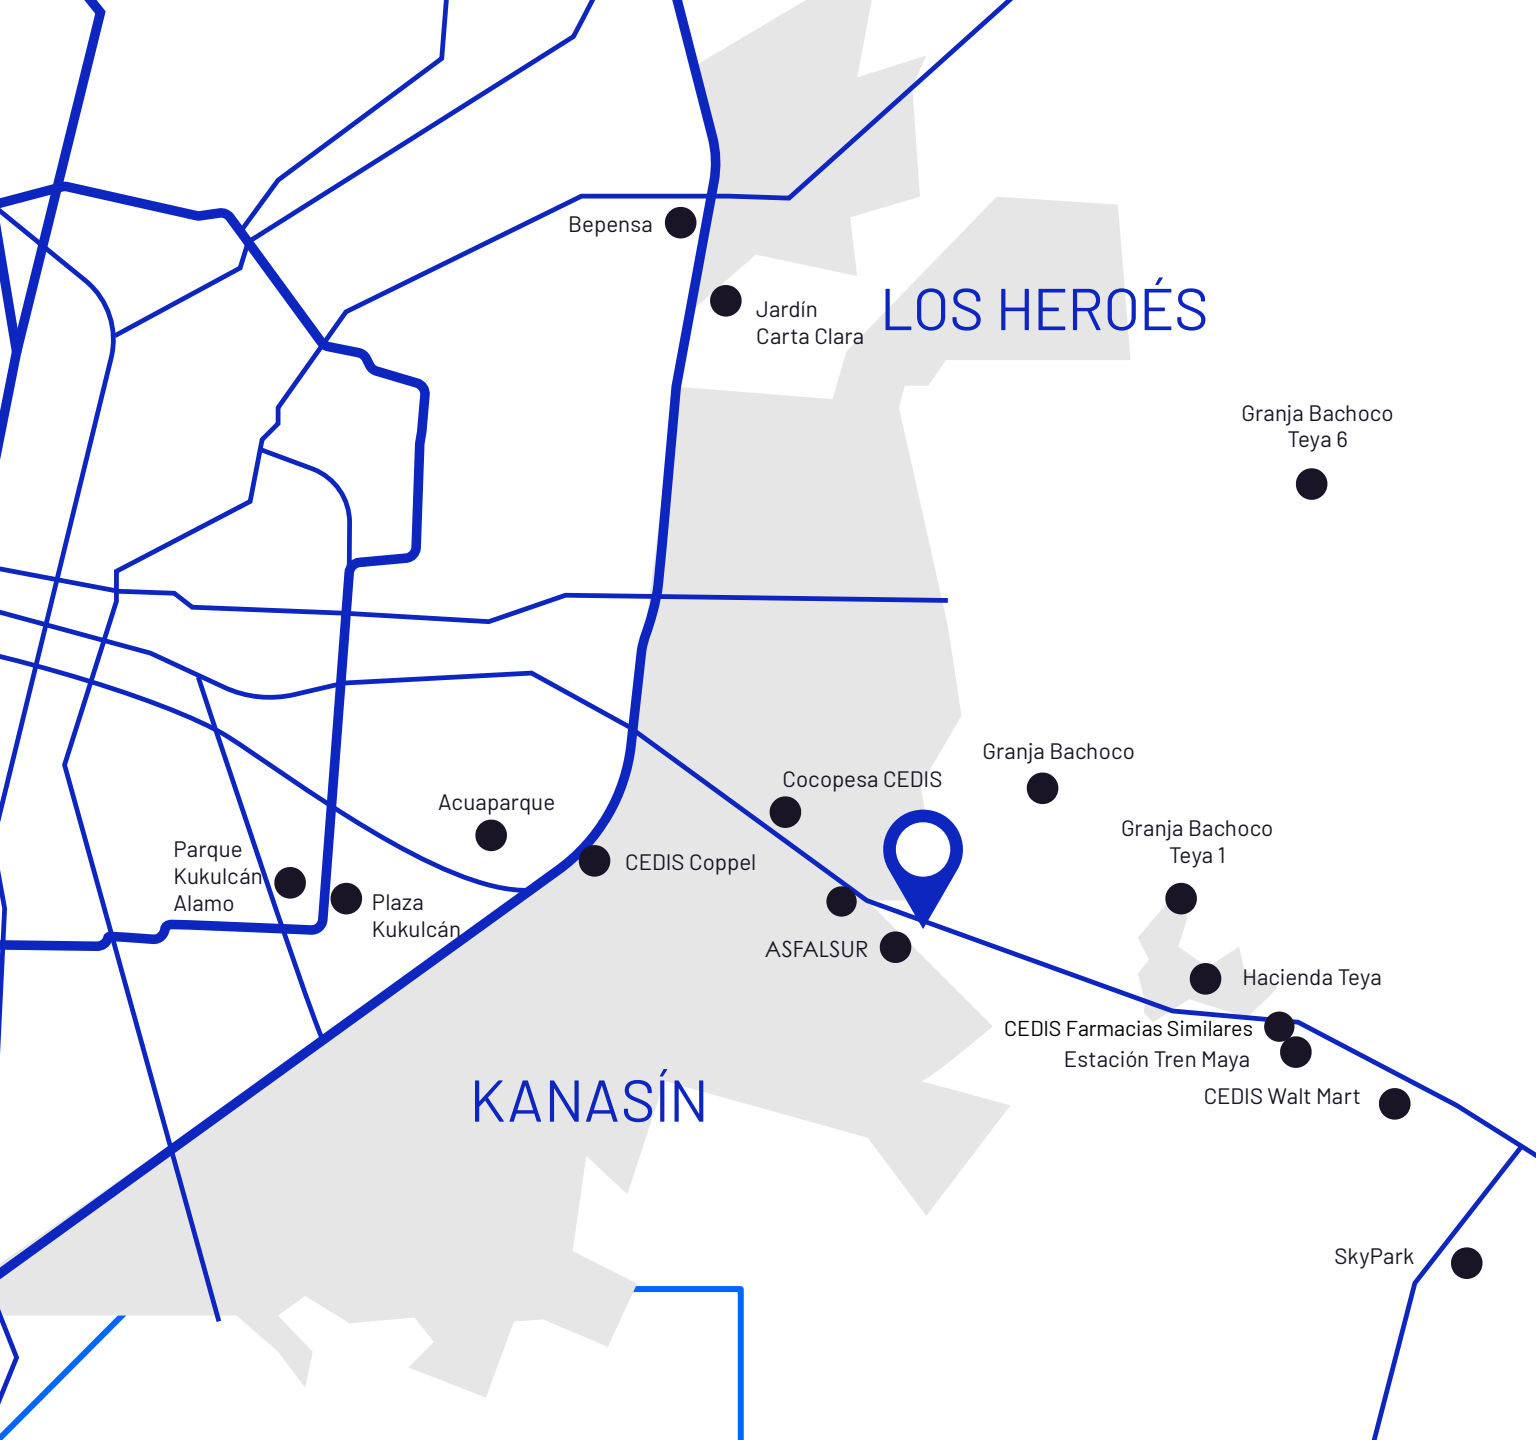 Bepensa
Jardín
Carta Clara
LOS HEROÉS
Granja Bachoco
Teya 6
Granja Bachoco
Cocopesa CEDIS
Acuaparque
Granja Bachoco
Teya 1
Parque
Kukulcán
Alamo
CEDIS Coppel
Plaza
Kukulcán
ASFALSUR
Hacienda Teya
CEDIS Farmacias Similares
Estación Tren Maya
CEDIS Walt Mart
KANASÍN
SkyPark